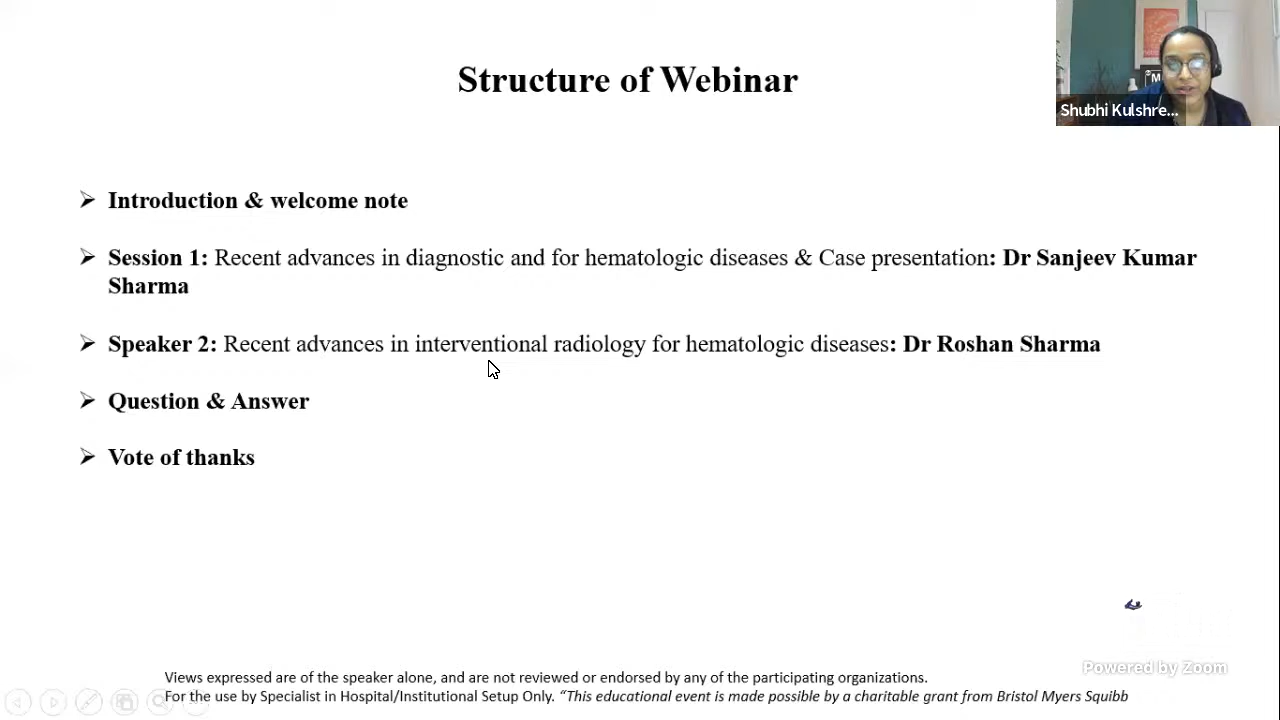 Structure of Webinar
Shubhi Kulshre...
➢ Introduction & welcome note
➢ Session 1: Recent advances in diagnostic and for hematologic diseases & Case presentation: Dr Sanjeev Kumar
Sharma
➢ Speaker 2: Recent advances in interventional radiology for hematologic diseases: Dr Roshan Sharma
➢ Question & Answer
➢ Vote of thanks
Powered by Zoom
Views expressed are of the speaker alone, and are not reviewed or endorsed by any of the participating organizations.
For the use by Specialist in Hospital/Institutional Setup Only. “This educational event is made possible by a charitable grant from Bristol Myers Squibb